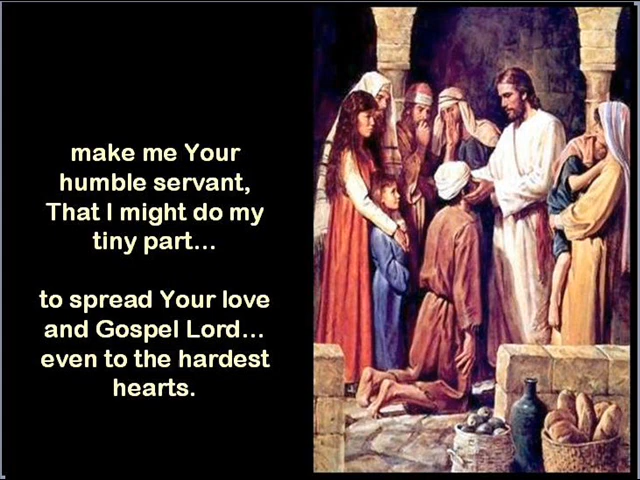 make me Your
humble servant,
That I might do my
tiny part...
to spread Your love
and Gospel Lord...
even to the hardest
hearts.